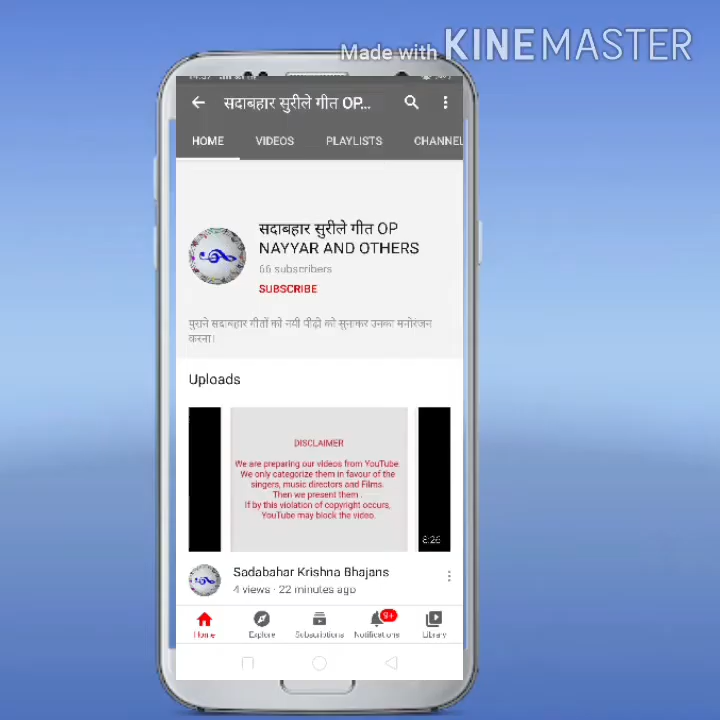 Made with KINEMASTER
सदाबहार सुरीले गीत OP...
HOME VIDEOS PLAYLISTS CHANNEL
सदाबहार सुरीले गीत OP
NAYYAR AND OTHERS
66 subscribers
SUBSCRIBE
पुराने सदाबहार गीतों को नयी पीढ़ी को सुनाकर उनका मनोरंजन
करना।
Uploads
DISCLAIMER
We are preparing our videos from YouTube.
We only categorize them in favour of the
singers, music directors and Films.
Then we present them .
If by this violation of copyright occurs,
YouTube may block the video.
8:26
Sadabahar Krishna Bhajans
4 views · 22 minutes ago
9+
Home Explore Subscriptions Notifications Library